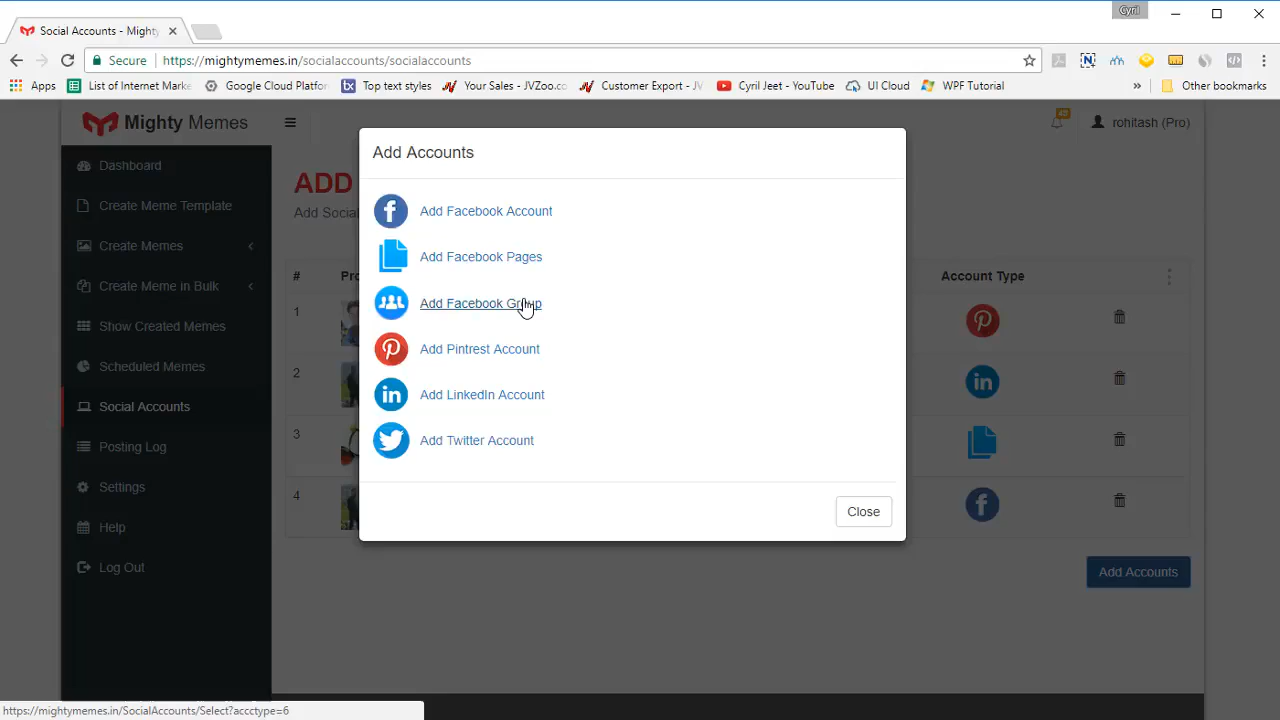 Cyril
Social Accounts - Mighty
Secure
https://mightymemes.in/socialaccounts/socialaccounts
Apps
List of Internet Marke
Google Cloud Platfor
Top text styles
Your Sales - JVZoo.co
Customer Export - JV
Cyril Jeet - YouTube
UI Cloud
WPF Tutorial
»
Other bookmarks
Mighty Memes
rohitash (Pro)
Dashboard
Create Meme Template
Create Memes
Create Meme in Bulk
Show Created Memes
Scheduled Memes
Social Accounts
Posting Log
Settings
Help
Log Out
ADD
Add Social
#
Pro
Account Type
1
2
3
4
Add Accounts
Add Accounts
Add Facebook Account
Add Facebook Pages
Add Facebook Group
Add Pintrest Account
Add LinkedIn Account
Add Twitter Account
Close
https://mightymemes.in/SocialAccounts/Select?accctype=6